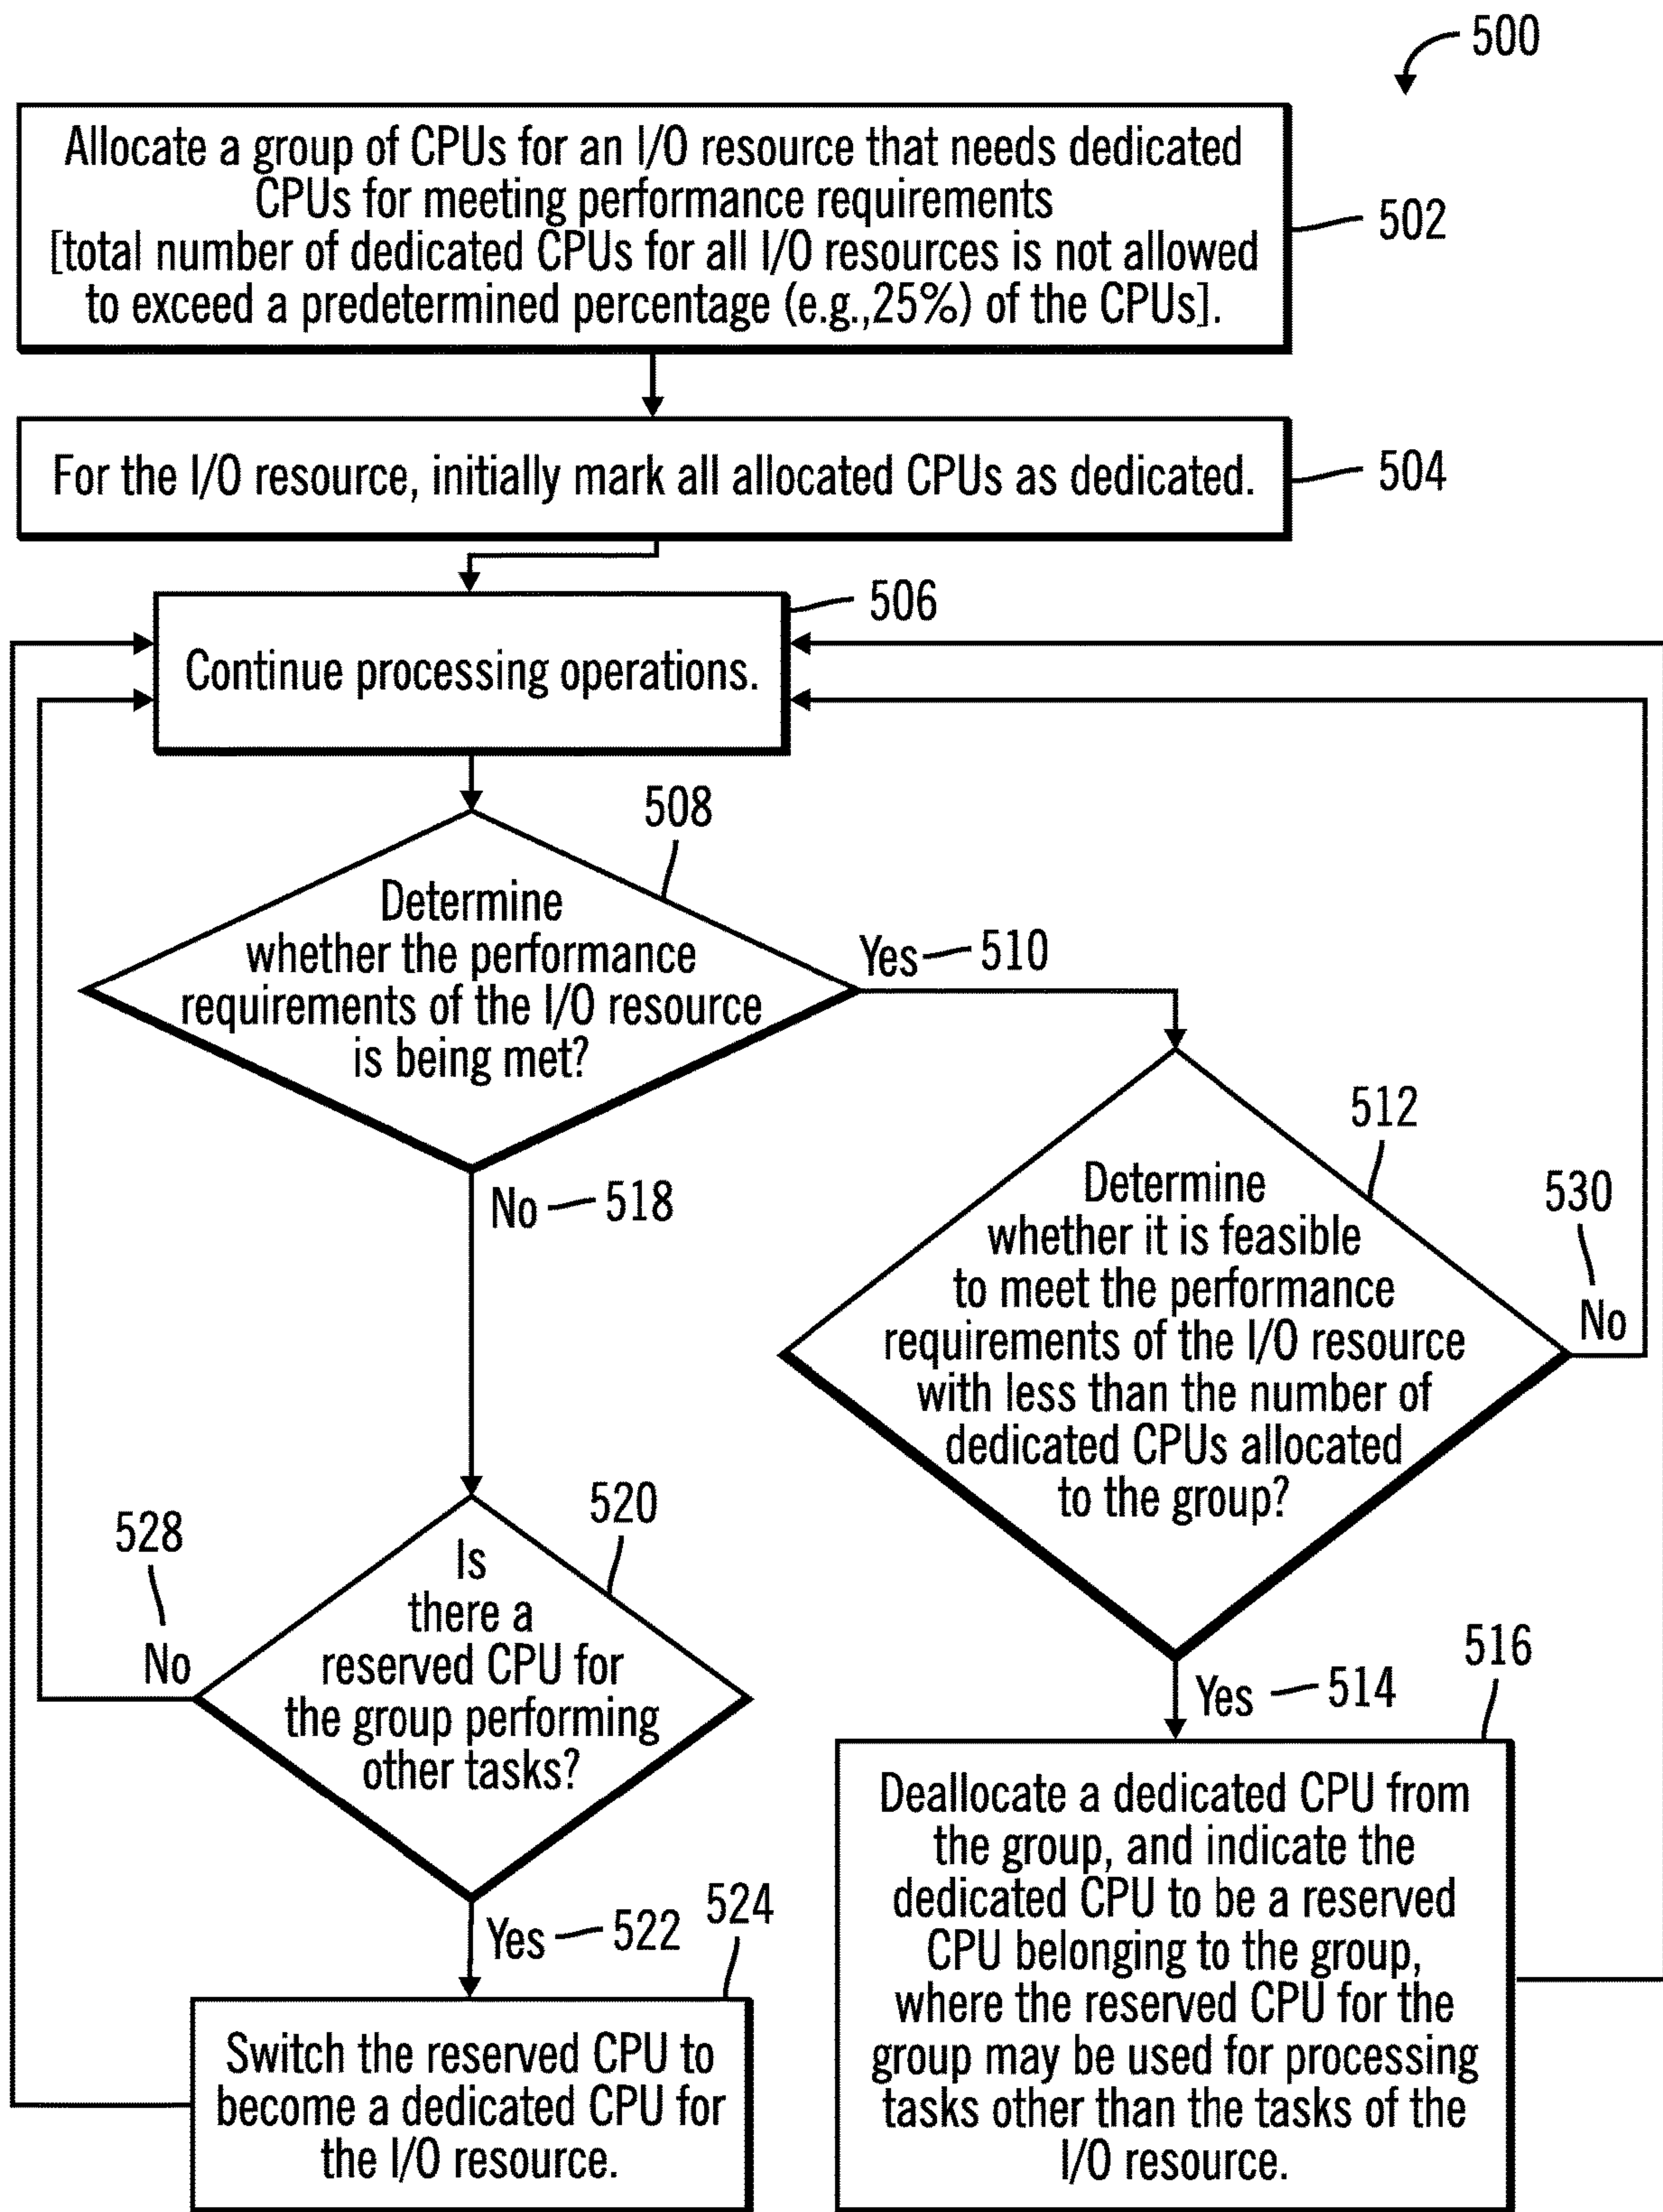 500
Allocate a group of CPUs for an I/O resource that needs dedicated
CPUs for meeting performance requirements
[total number of dedicated CPUs for all I/O resources is not allowed
to exceed a predetermined percentage (e.g.,25%) of the CPUs].
502
For the I/O resource, initially mark all allocated CPUs as dedicated.
504
506
Continue processing operations.
508
Determine
whether the performance
requirements of the I/O resource
is being met?
Yes
510
No
518
512
Determine
whether it is feasible
to meet the performance
requirements of the I/O resource
with less than the number of
dedicated CPUs allocated
to the group?
530
No
520
Is
there a
reserved CPU for
the group performing
other tasks?
528
No
Yes
514
516
Deallocate a dedicated CPU from
the group, and indicate the
dedicated CPU to be a reserved
CPU belonging to the group,
where the reserved CPU for the
group may be used for processing
tasks other than the tasks of the
I/O resource.
Yes
522
524
Switch the reserved CPU to
become a dedicated CPU for
the I/O resource.